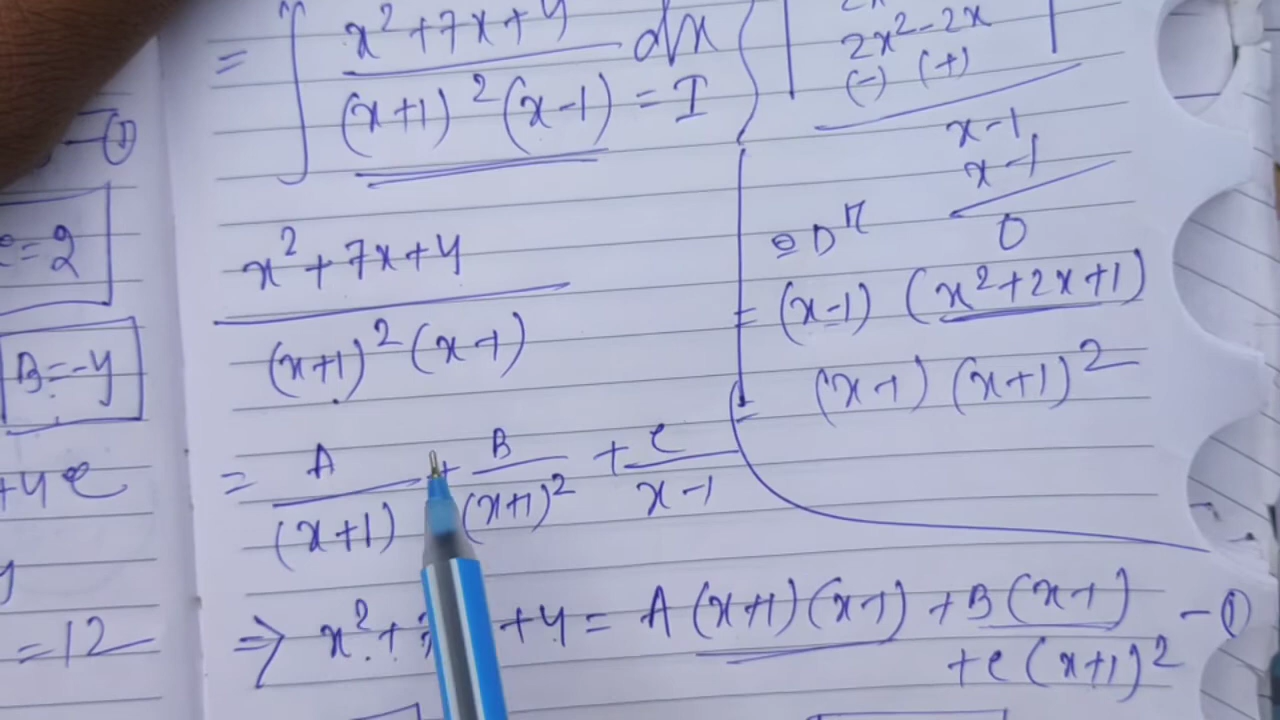 = ∫ x²+7x+4 / (x+1)²(x-1) dx = I
x²+7x+4 / (x+1)²(x-1)
= A/(x+1) + B/(x+1)² + C/x-1
⇒ x²+ +4 = A(x+1)(x-1) + B(x-1) - ①
+C(x+1)²
2x²-2x
(-) (+)
x-1
x-1
0
Dʳ
= (x-1) (x²+2x+1)
= (x-1) (x+1)²
- ①
C=2
B=-4
+4C
=12